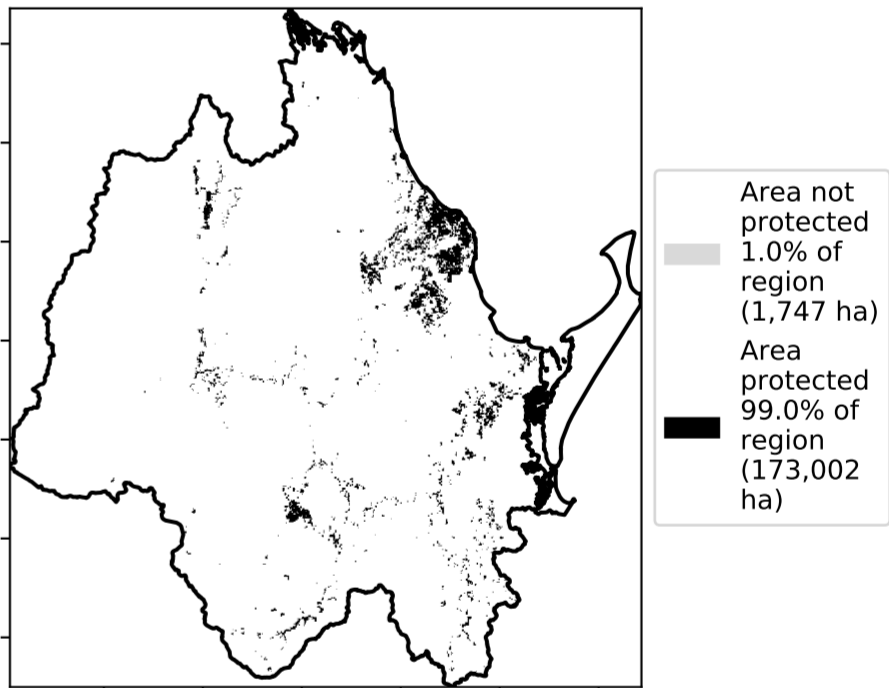 Area not
protected
1.0% of
region
(1,747 ha)
Area
protected
99.0% of
region
(173,002
ha)